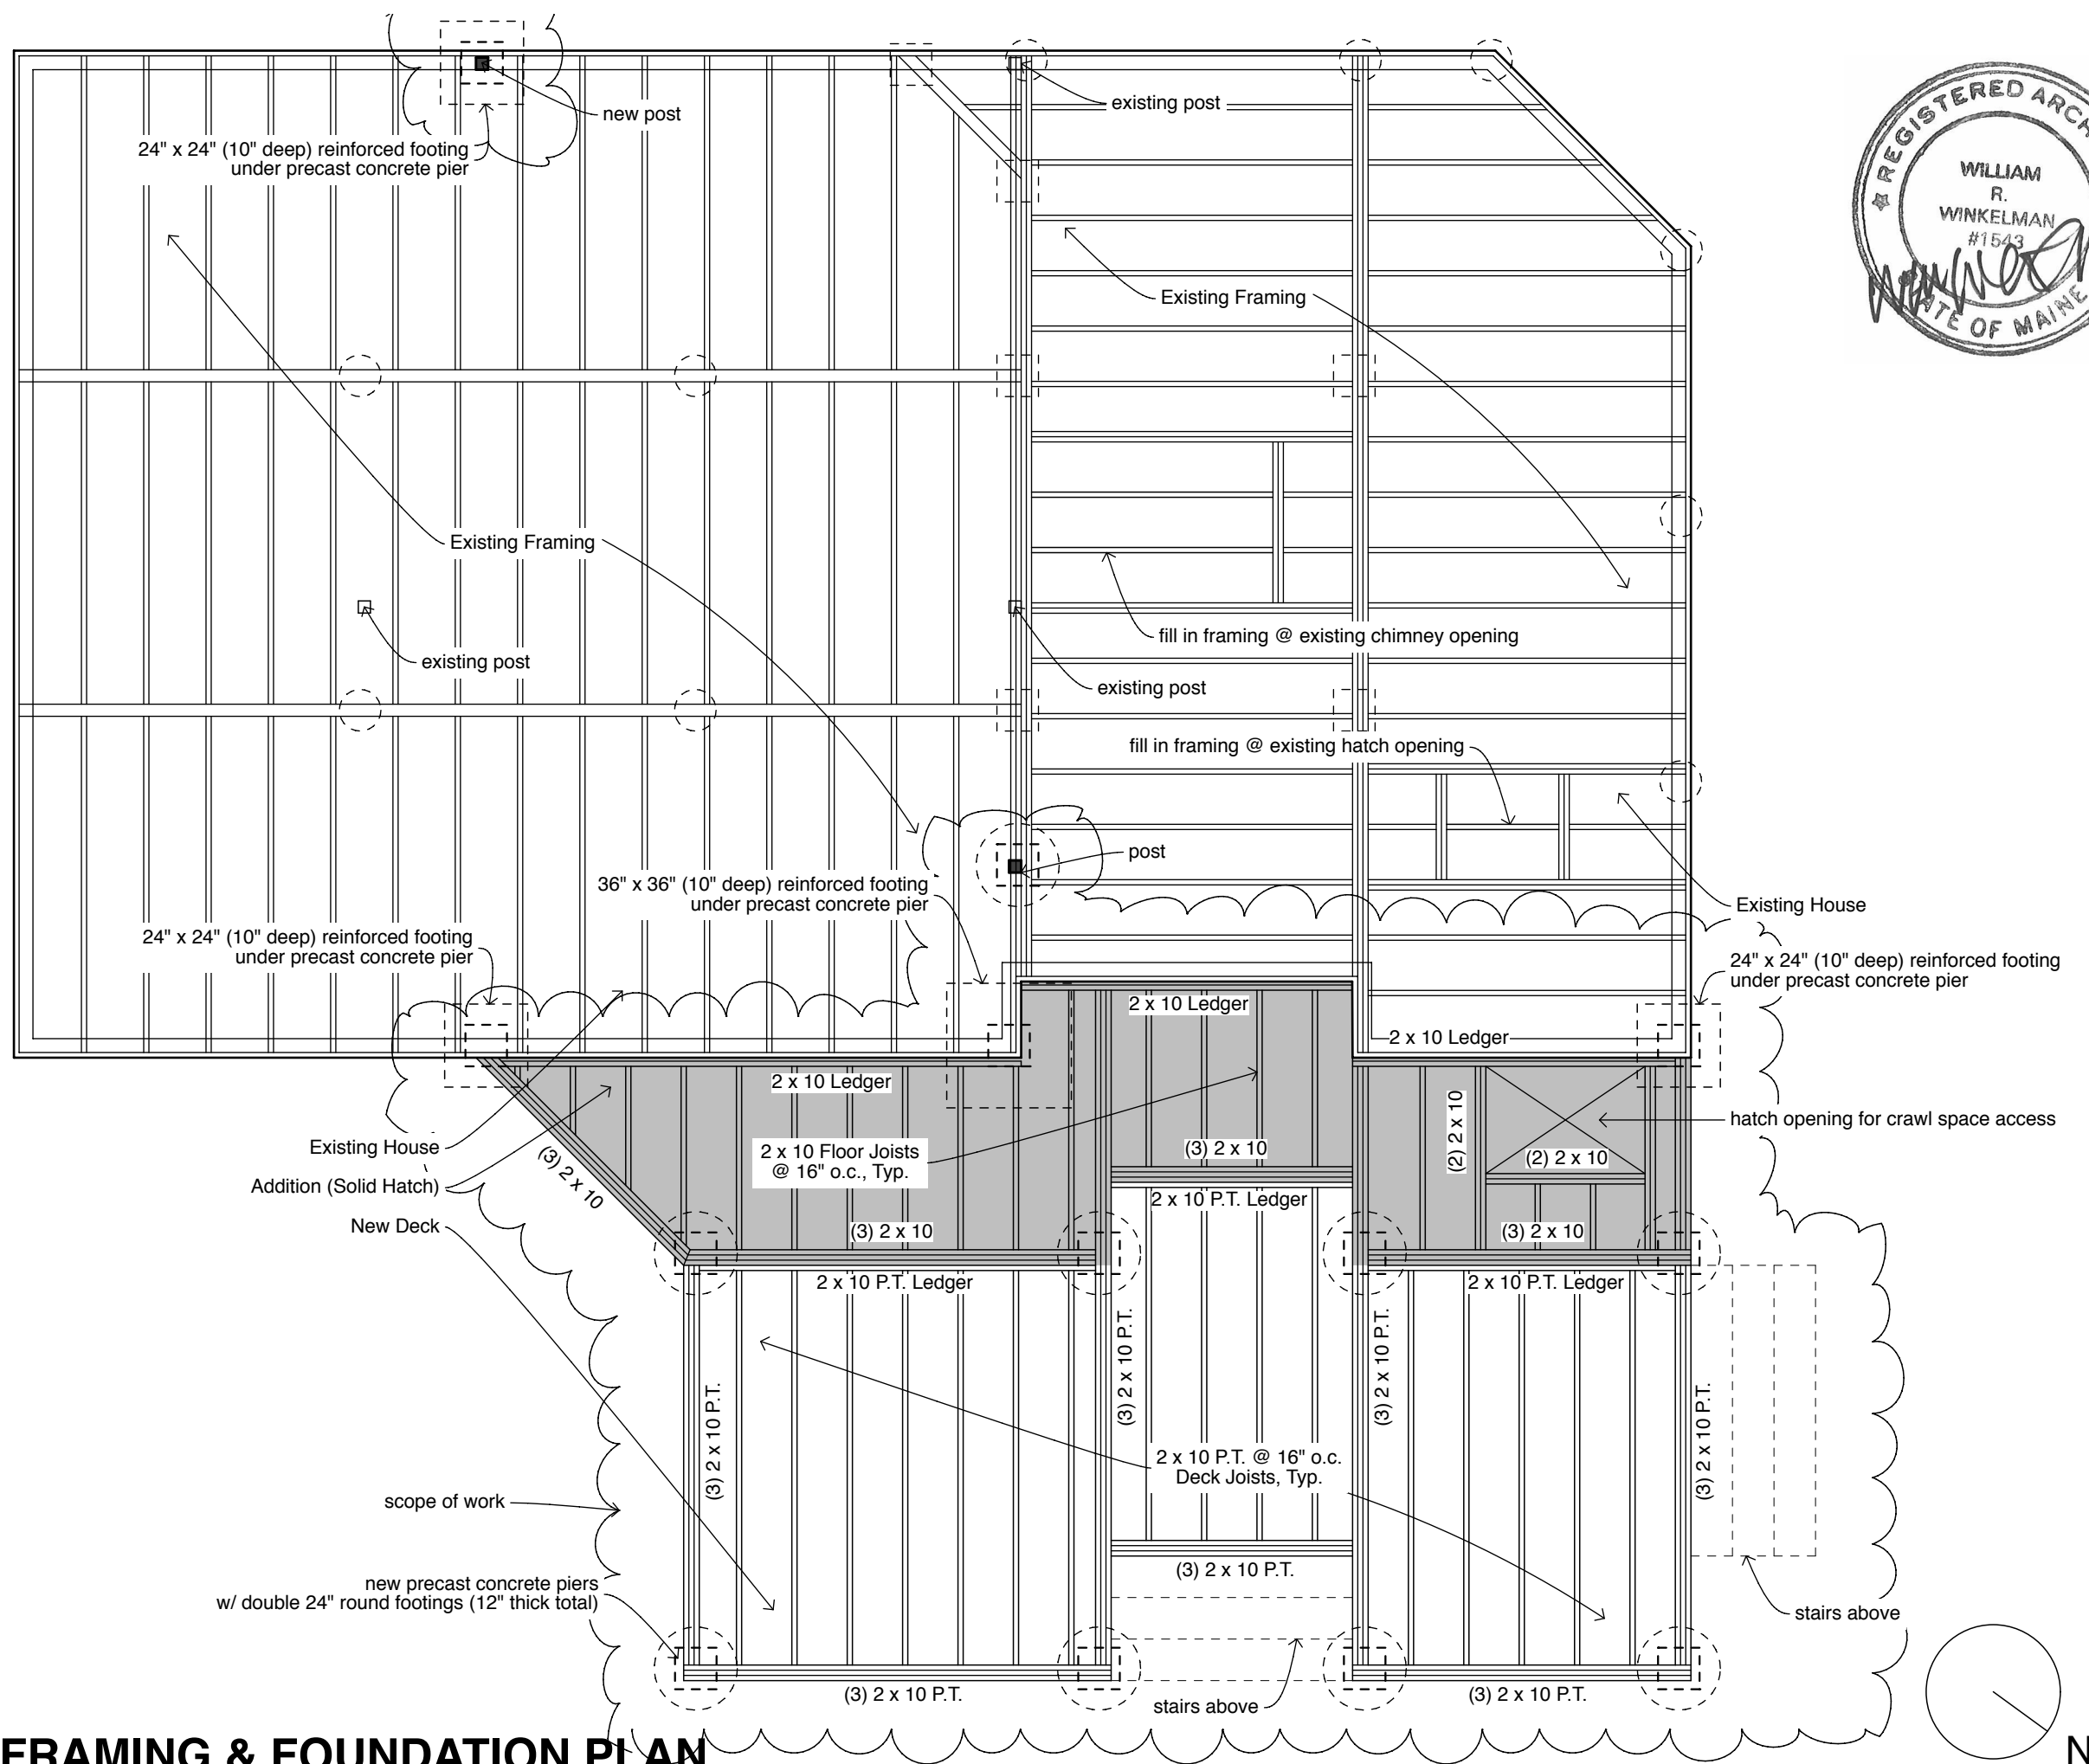 new post
existing post
24" x 24" (10" deep) reinforced footing
under precast concrete pier
REGISTERED ARC
WILLIAM
R.
WINKELMAN
#1543
ATE OF MAINE
Existing Framing
Existing Framing
fill in framing @ existing chimney opening
existing post
existing post
fill in framing @ existing hatch opening
post
36" x 36" (10" deep) reinforced footing
under precast concrete pier
Existing House
24" x 24" (10" deep) reinforced footing
under precast concrete pier
24" x 24" (10" deep) reinforced footing
under precast concrete pier
2 x 10 Ledger
2 x 10 Ledger
2 x 10 Ledger
hatch opening for crawl space access
(2) 2 x 10
Existing House
2 x 10 Floor Joists
@ 16" o.c., Typ.
(3) 2 x 10
(2) 2 x 10
(3) 2 x 10
Addition (Solid Hatch)
2 x 10 P.T. Ledger
New Deck
(3) 2 x 10
(3) 2 x 10
2 x 10 P.T. Ledger
2 x 10 P.T. Ledger
(3) 2 x 10 P.T.
(3) 2 x 10 P.T.
(3) 2 x 10 P.T.
(3) 2 x 10 P.T.
2 x 10 P.T. @ 16" o.c.
Deck Joists, Typ.
scope of work
(3) 2 x 10 P.T.
new precast concrete piers
w/ double 24" round footings (12" thick total)
stairs above
(3) 2 x 10 P.T.
stairs above
(3) 2 x 10 P.T.
FRAMING & FOUNDATION PLAN
N